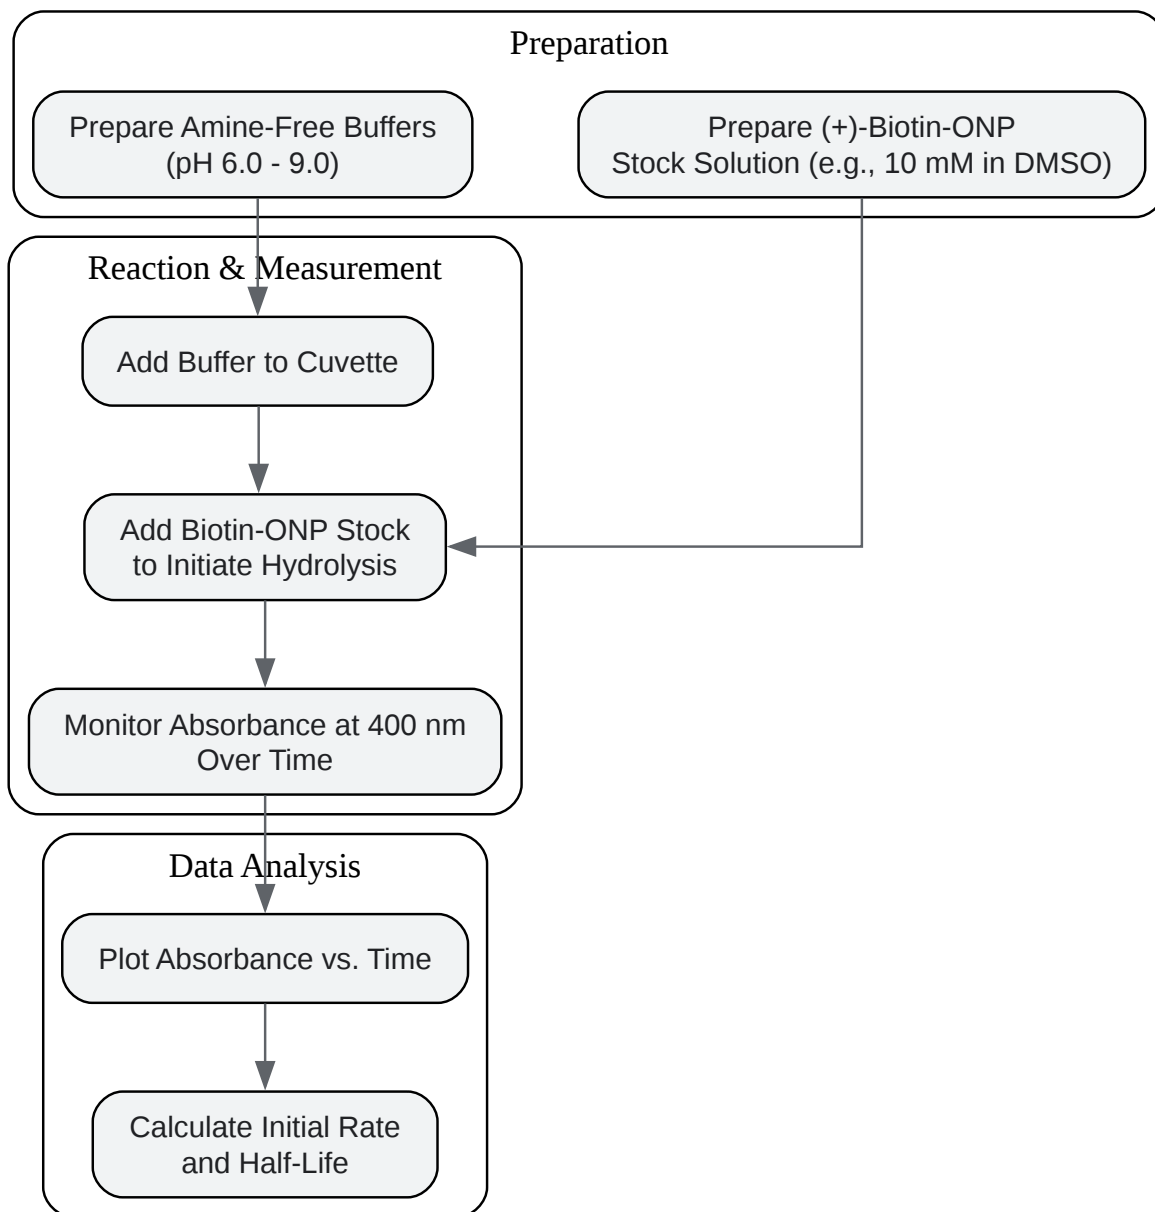 Preparation
Prepare Amine-Free Buffers
(pH 6.0 - 9.0)
Prepare (+)-Biotin-ONP
Stock Solution (e.g., 10 mM in DMSO)
Reaction & Measurement
Add Buffer to Cuvette
Add Biotin-ONP Stock
to Initiate Hydrolysis
Monitor Absorbance at 400 nm
Over Time
Data Analysis
Plot Absorbance vs. Time
Calculate Initial Rate
and Half-Life